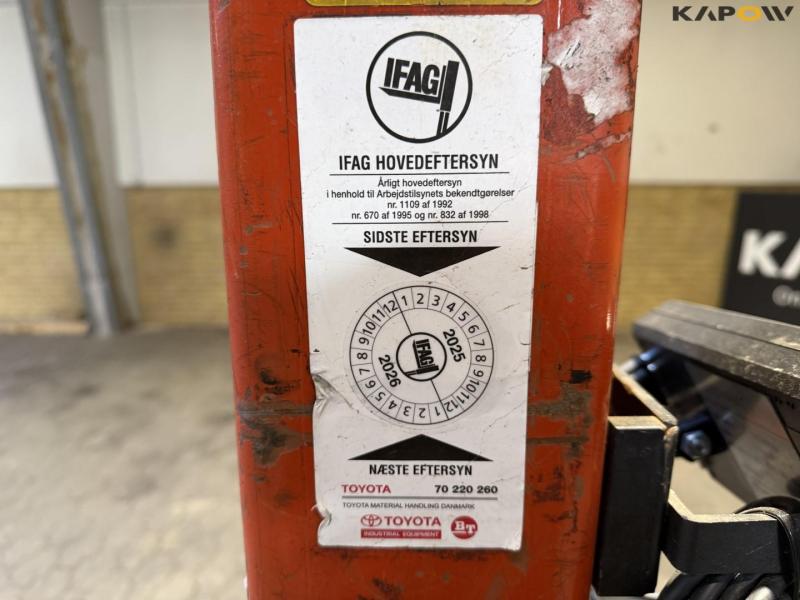 KAPOW
IFAG
IFAG HOVEDEFTERSYN
Årligt hovedeftersyn
i henhold til Arbejdstilsynets bekendtgørelser
nr. 1109 af 1992
nr. 670 af 1995 og nr. 832 af 1998
SIDSTE EFTERSYN
1 2 3 4 5 6 7 8 9 10 11 12
2025
IFAG
2026
1 2 3 4 5 6 7 8 9 10 11 12
NÆSTE EFTERSYN
TOYOTA 70 220 260
TOYOTA MATERIAL HANDLING DANMARK
TOYOTA
INDUSTRIAL EQUIPMENT
BT
KA